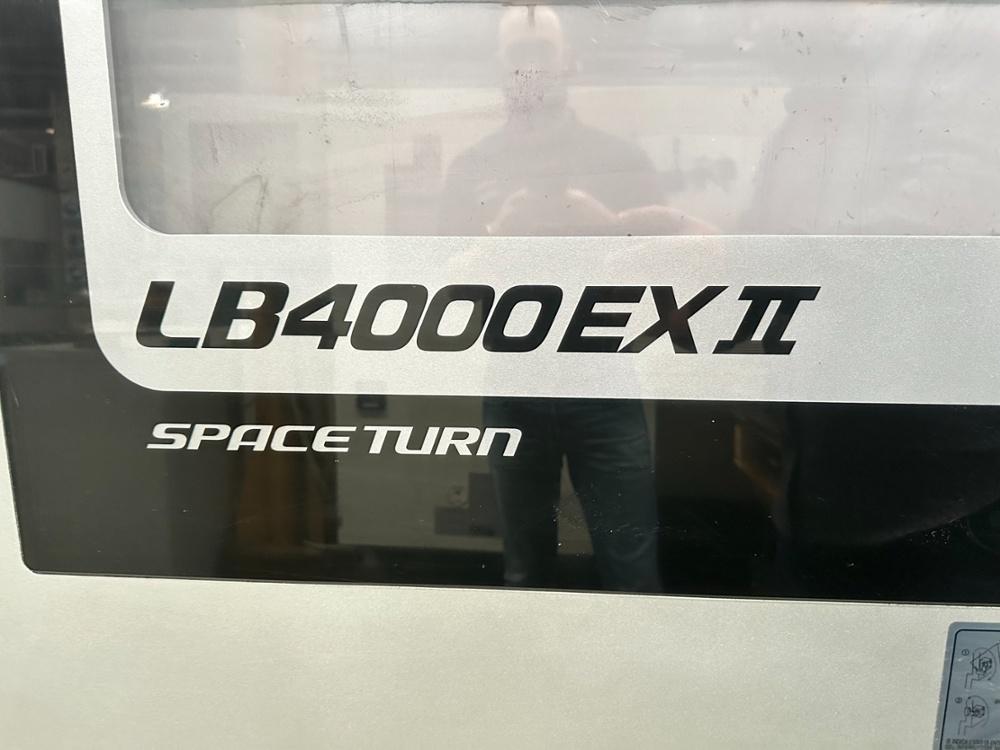 LB4000EX II
SPACE TURN